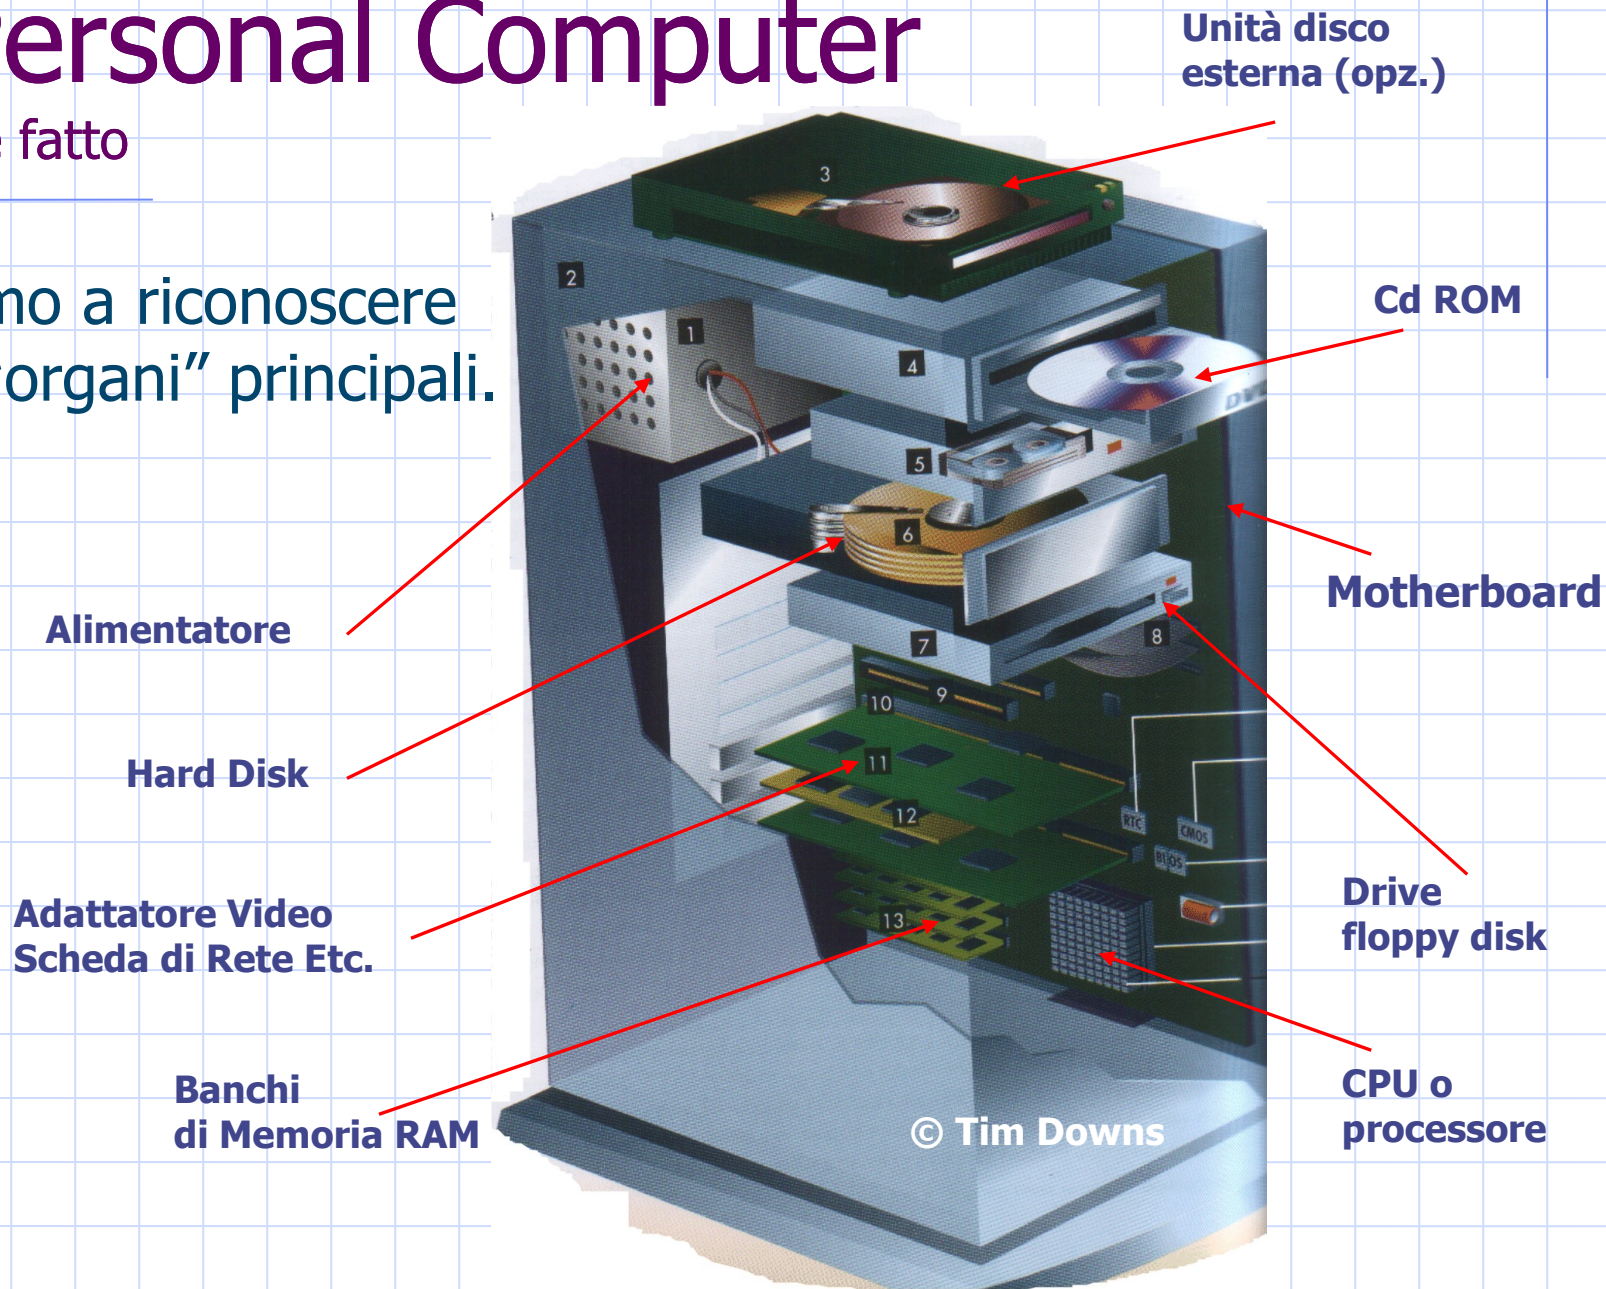 ersonal Computer
e fatto
mo a riconoscere
organi” principali.
Unità disco
esterna (opz.)
Cd ROM
Motherboard
Alimentatore
Hard Disk
Adattatore Video
Scheda di Rete Etc.
Banchi
di Memoria RAM
Drive
floppy disk
CPU o
processore
© Tim Downs
1
2
3
4
5
6
7
8
9
10
11
12
13
RTC
CMOS
BIOS